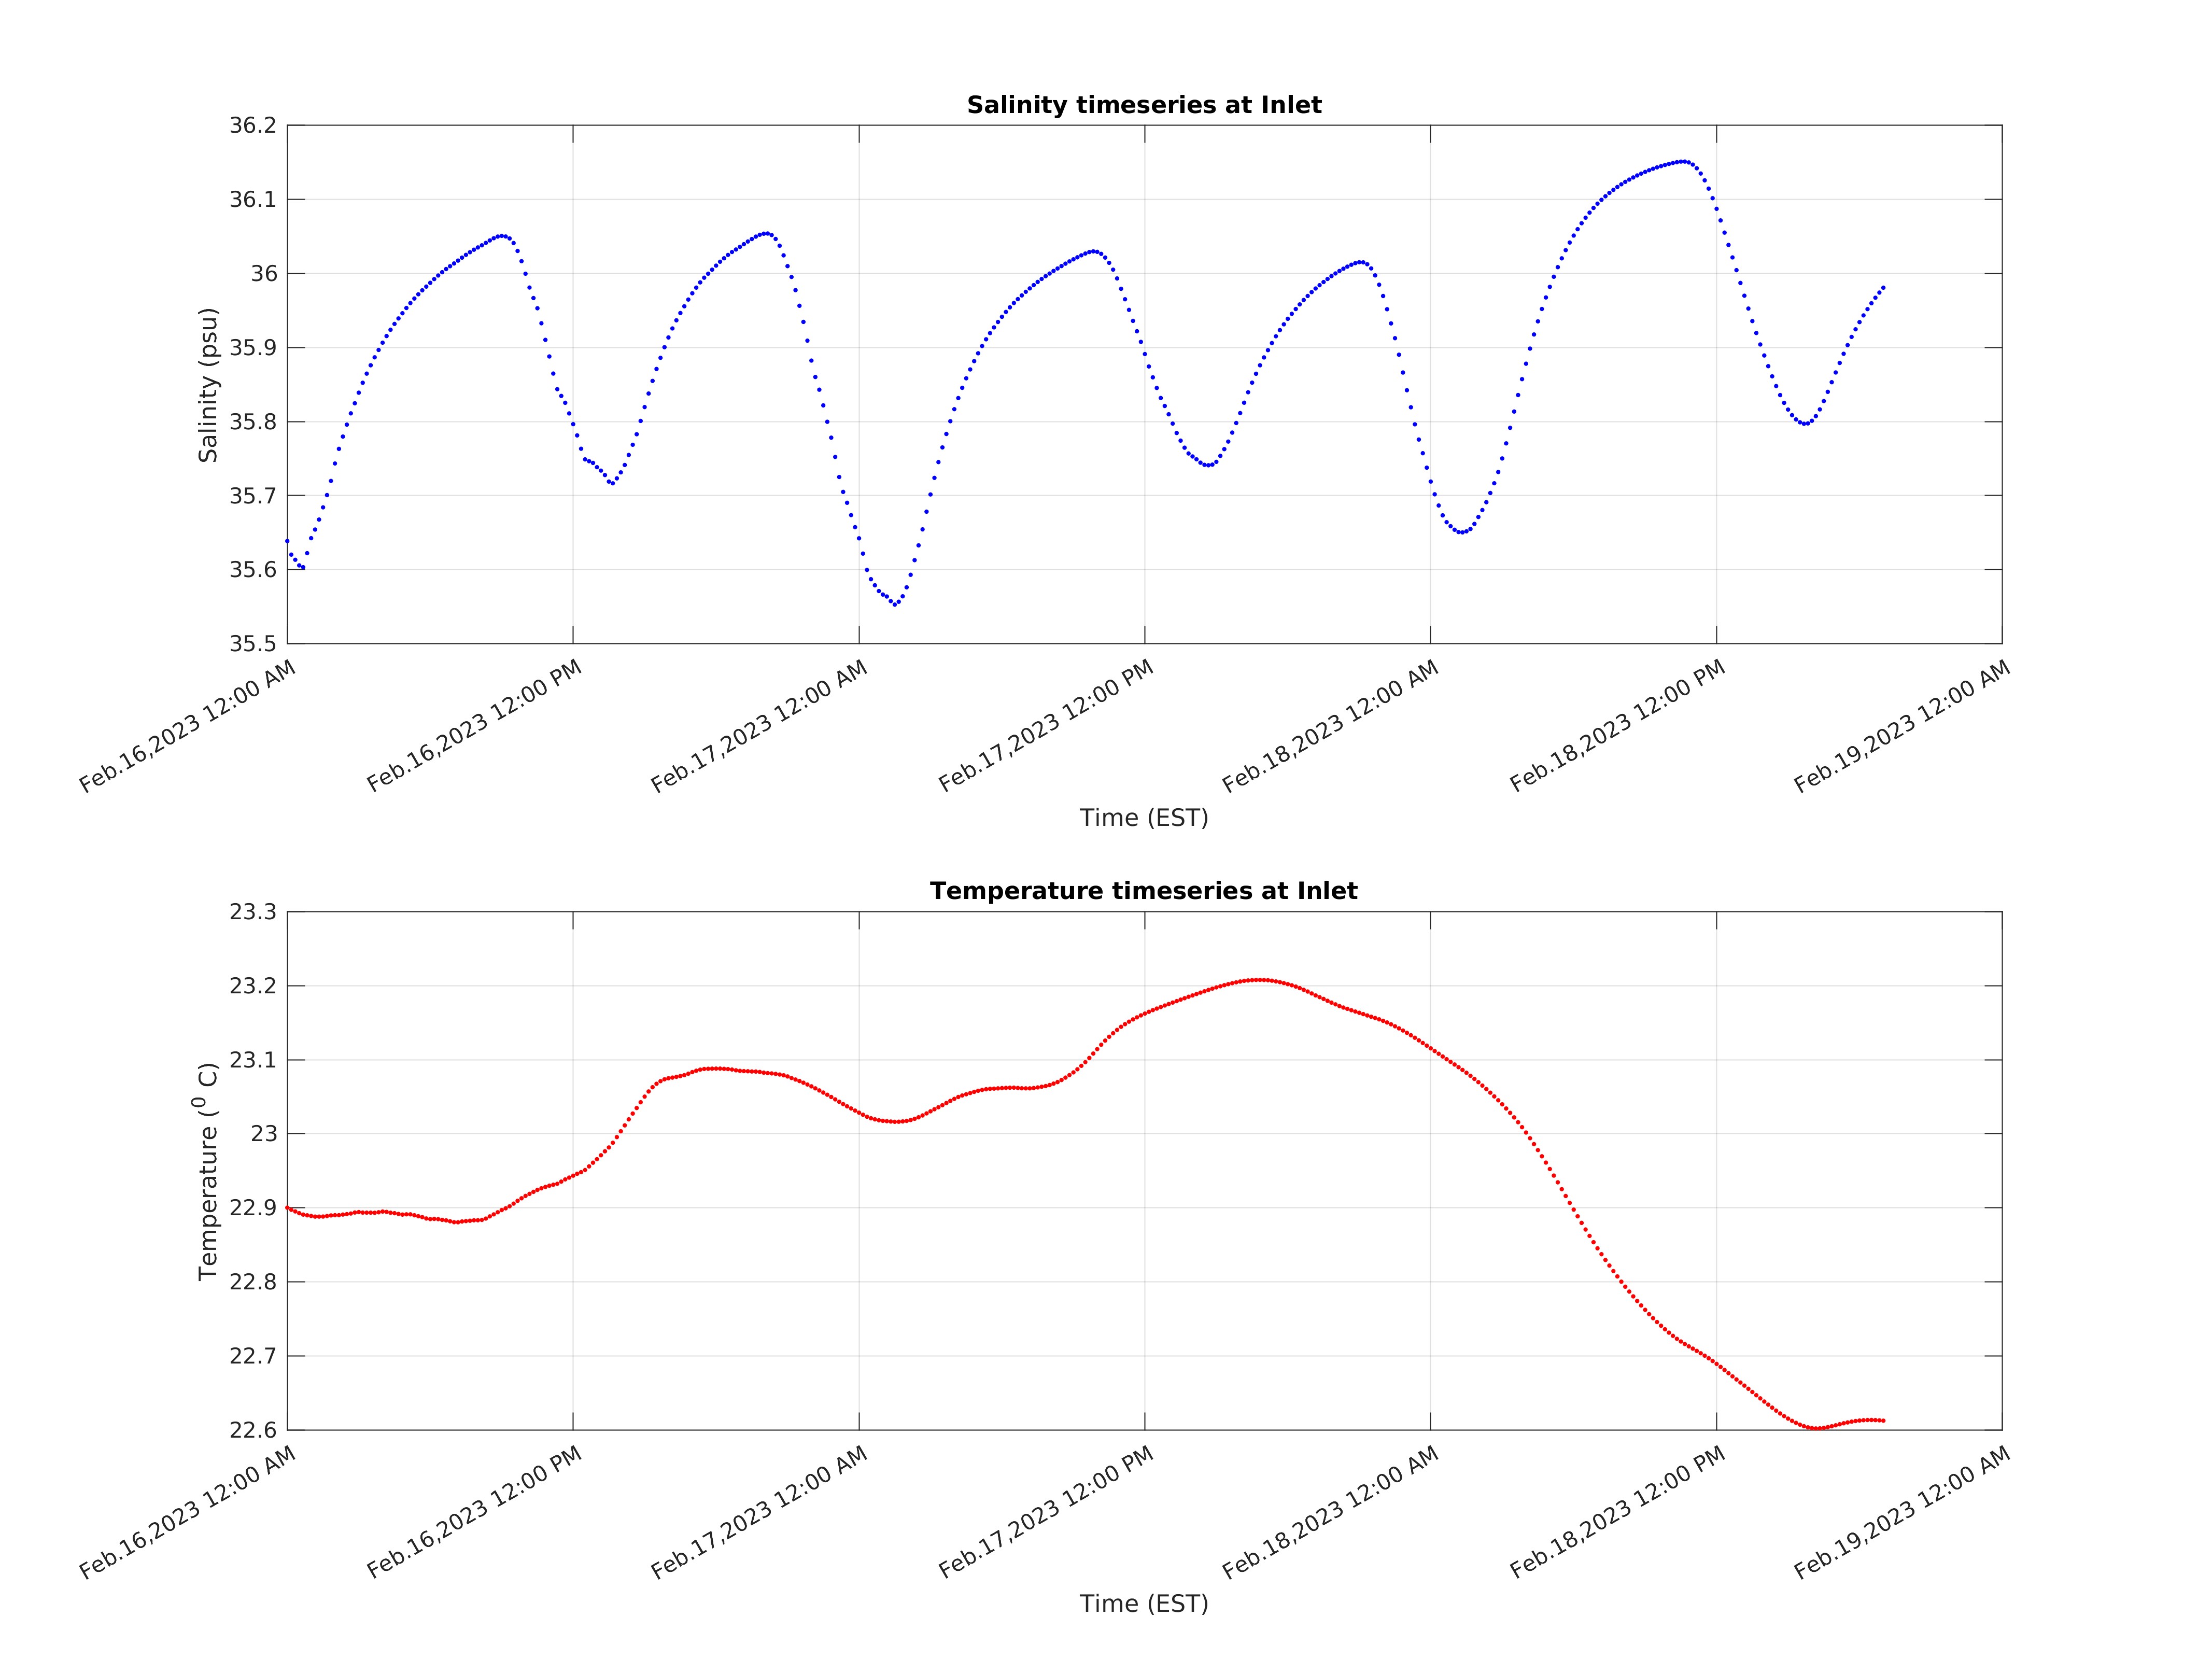 Salinity timeseries at Inlet
36.2
36.1
36
35.9
35.8
35.7
35.6
35.5
Salinity (psu)
Feb.16,2023 12:00 AM
Feb.16,2023 12:00 PM
Feb.17,2023 12:00 AM
Feb.17,2023 12:00 PM
Feb.18,2023 12:00 AM
Feb.18,2023 12:00 PM
Feb.19,2023 12:00 AM
Time (EST)
Temperature timeseries at Inlet
23.3
23.2
23.1
23
22.9
22.8
22.7
22.6
Temperature (⁰ C)
Feb.16,2023 12:00 AM
Feb.16,2023 12:00 PM
Feb.17,2023 12:00 AM
Feb.17,2023 12:00 PM
Feb.18,2023 12:00 AM
Feb.18,2023 12:00 PM
Feb.19,2023 12:00 AM
Time (EST)